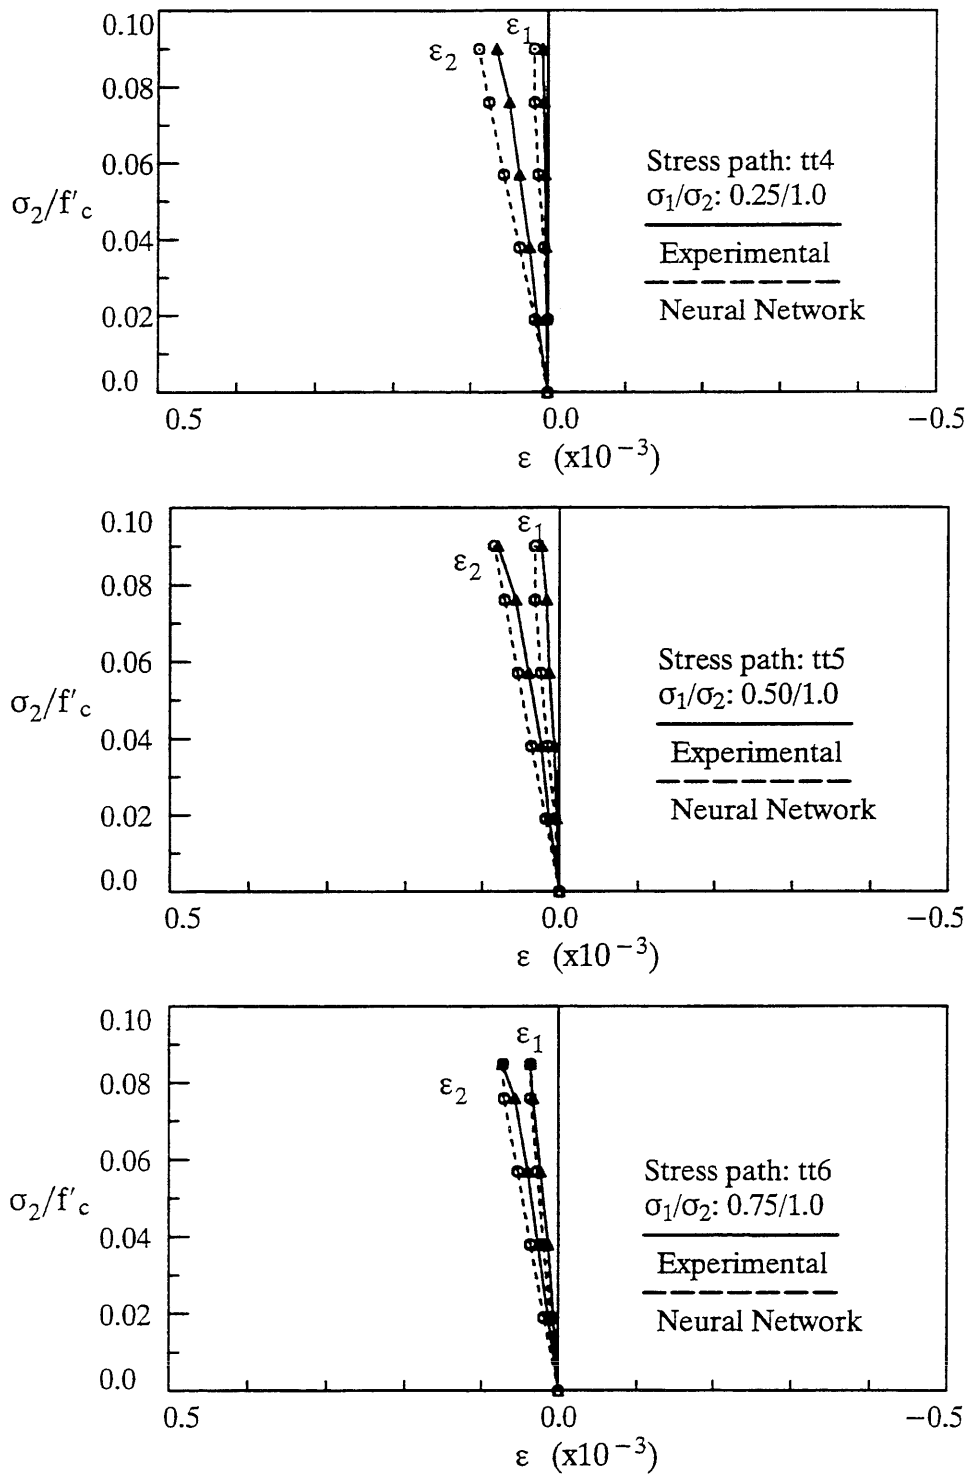 0.10
0.08
0.06
0.04
0.02
0.0
σ₂/f′c
ε₂
ε₁
Stress path: tt4
σ₁/σ₂: 0.25/1.0
Experimental
Neural Network
0.5 0.0 −0.5
ε (x10⁻³)
0.10
0.08
0.06
0.04
0.02
0.0
σ₂/f′c
ε₂
ε₁
Stress path: tt5
σ₁/σ₂: 0.50/1.0
Experimental
Neural Network
0.5 0.0 −0.5
ε (x10⁻³)
0.10
0.08
0.06
0.04
0.02
0.0
σ₂/f′c
ε₂
ε₁
Stress path: tt6
σ₁/σ₂: 0.75/1.0
Experimental
Neural Network
0.5 0.0 −0.5
ε (x10⁻³)